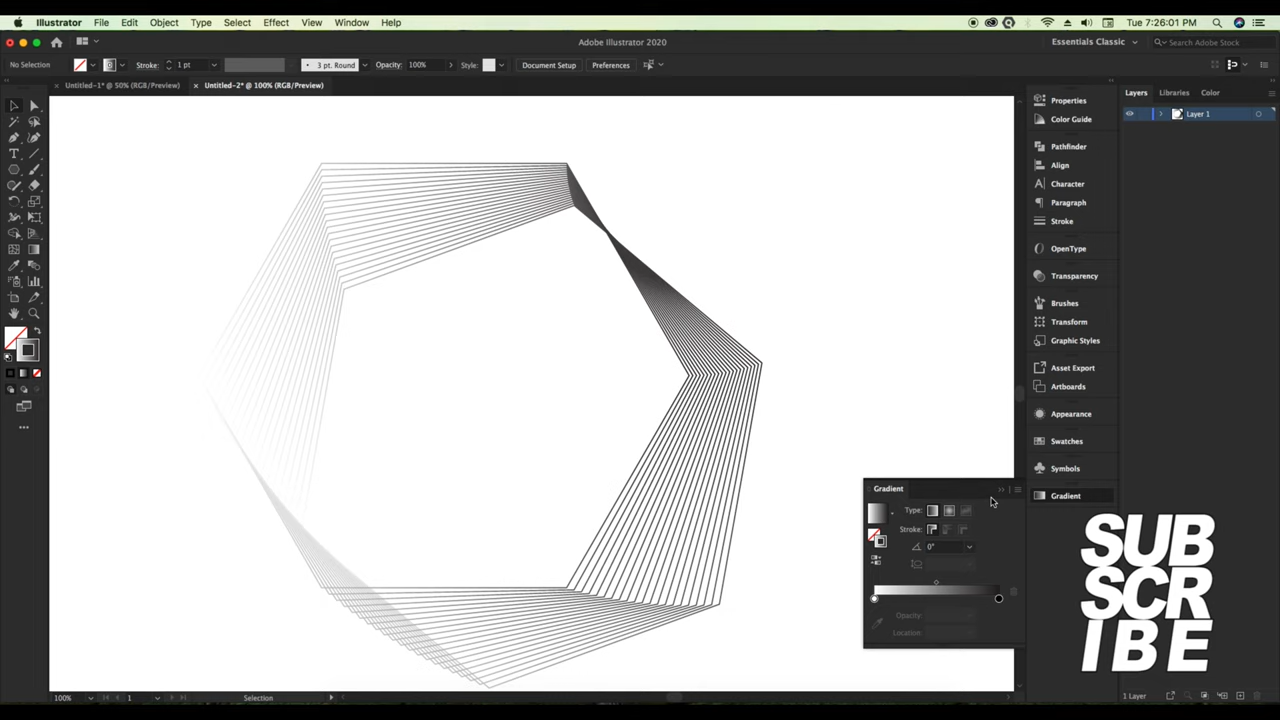 Illustrator File Edit Object Type Select Effect View Window Help Tue 7:26:01 PM
Adobe Illustrator 2020 Essentials Classic Search Adobe Stock
No Selection Stroke: 1 pt 3 pt. Round Opacity: 100% Style: Document Setup Preferences
× Untitled-1* @ 50% (RGB/Preview) × Untitled-2* @ 100% (RGB/Preview)
Layers Libraries Color
Layer 1
Properties
Color Guide
Pathfinder
Align
Character
Paragraph
Stroke
OpenType
Transparency
Brushes
Transform
Graphic Styles
Asset Export
Artboards
Appearance
Swatches
Symbols
Gradient
Gradient
Type:
Stroke:
0°
Opacity:
Location:
SUB
SCR
IBE
100% 1 Selection
1 Layer